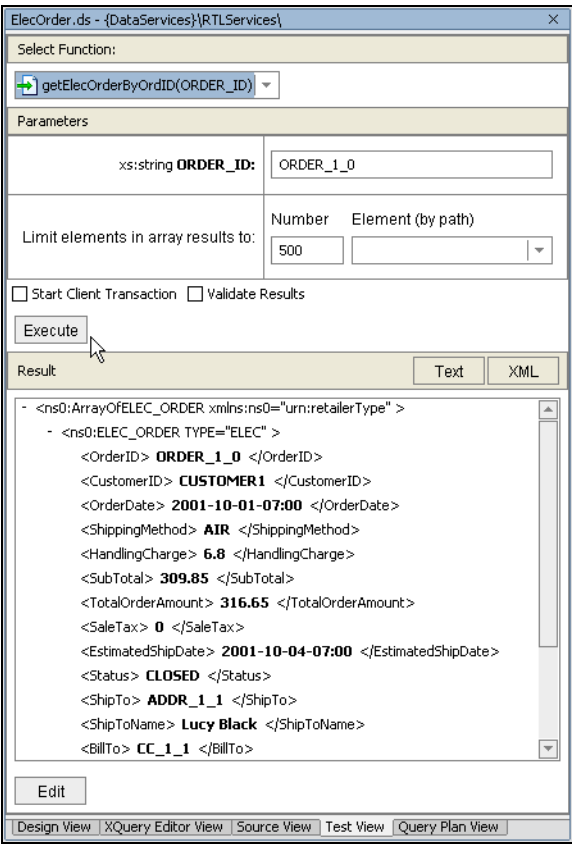 ElecOrder.ds - {DataServices}\RTLServices\
Select Function:
getElecOrderByOrdID(ORDER_ID)
Parameters
xs:string ORDER_ID: ORDER_1_0
Number Element (by path)
Limit elements in array results to: 500
Start Client Transaction Validate Results
Execute
Result Text XML
- <ns0:ArrayOfELEC_ORDER xmlns:ns0="urn:retailerType" >
- <ns0:ELEC_ORDER TYPE="ELEC" >
<OrderID> ORDER_1_0 </OrderID>
<CustomerID> CUSTOMER1 </CustomerID>
<OrderDate> 2001-10-01-07:00 </OrderDate>
<ShippingMethod> AIR </ShippingMethod>
<HandlingCharge> 6.8 </HandlingCharge>
<SubTotal> 309.85 </SubTotal>
<TotalOrderAmount> 316.65 </TotalOrderAmount>
<SaleTax> 0 </SaleTax>
<EstimatedShipDate> 2001-10-04-07:00 </EstimatedShipDate>
<Status> CLOSED </Status>
<ShipTo> ADDR_1_1 </ShipTo>
<ShipToName> Lucy Black </ShipToName>
<BillTo> CC_1_1 </BillTo>
Edit
Design View XQuery Editor View Source View Test View Query Plan View